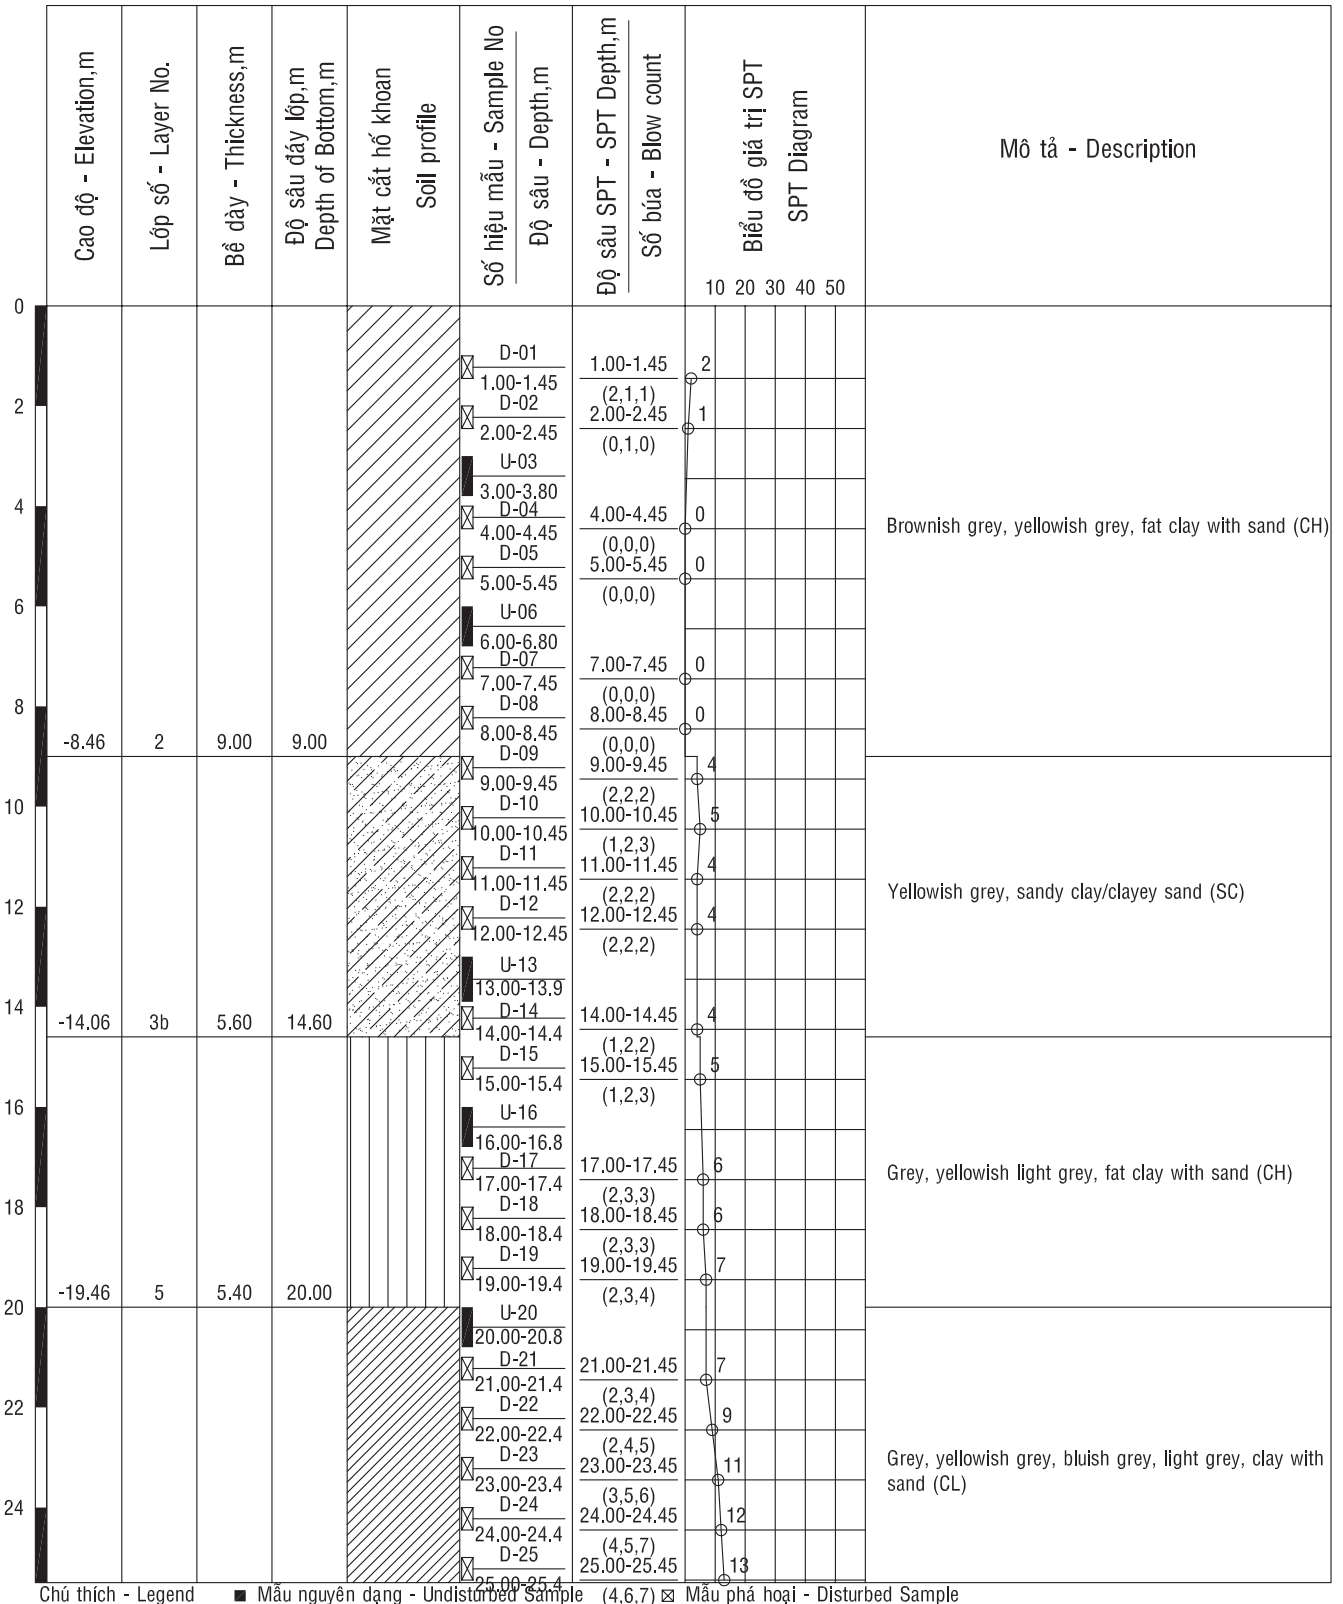 Cao độ - Elevation,m
Lớp số - Layer No.
Bề dày - Thickness,m
Độ sâu đáy lớp,m
Depth of Bottom,m
Mặt cắt hố khoan
Soil profile
Số hiệu mẫu - Sample No
Độ sâu - Depth,m
Độ sâu SPT - SPT Depth,m
Số búa - Blow count
Biểu đồ giá trị SPT
SPT Diagram
Mô tả - Description
10 20 30 40 50
0
D-01 1.00-1.45 2
1.00-1.45 (2,1,1)
2 D-02 2.00-2.45 1
2.00-2.45 (0,1,0)
U-03
3.00-3.80
4 D-04 4.00-4.45 0
Brownish grey, yellowish grey, fat clay with sand (CH)
4.00-4.45 (0,0,0)
D-05 5.00-5.45 0
5.00-5.45 (0,0,0)
6 U-06
6.00-6.80
D-07 7.00-7.45 0
7.00-7.45 (0,0,0)
8 D-08 8.00-8.45 0
8.00-8.45 (0,0,0)
-8.46 2 9.00 9.00
D-09 9.00-9.45 4
9.00-9.45 (2,2,2)
10 D-10 10.00-10.45 5
10.00-10.45 (1,2,3)
D-11 11.00-11.45 4
11.00-11.45 (2,2,2)
Yellowish grey, sandy clay/clayey sand (SC)
12 D-12 12.00-12.45 4
12.00-12.45 (2,2,2)
U-13
13.00-13.9
14 D-14 14.00-14.45 4
-14.06 3b 5.60 14.60
14.00-14.4 (1,2,2)
D-15 15.00-15.45 5
15.00-15.4 (1,2,3)
16 U-16
16.00-16.8
D-17 17.00-17.45 6
Grey, yellowish light grey, fat clay with sand (CH)
17.00-17.4 (2,3,3)
18 D-18 18.00-18.45 6
18.00-18.4 (2,3,3)
D-19 19.00-19.45 7
19.00-19.4 (2,3,4)
-19.46 5 5.40 20.00
20 U-20
20.00-20.8
D-21 21.00-21.45 7
21.00-21.4 (2,3,4)
22 D-22 22.00-22.45 9
22.00-22.4 (2,4,5)
D-23 23.00-23.45 11
Grey, yellowish grey, bluish grey, light grey, clay with
sand (CL)
23.00-23.4 (3,5,6)
24 D-24 24.00-24.45 12
24.00-24.4 (4,5,7)
D-25 25.00-25.45 13
25.00-25.4 (4,6,7)
Chú thích - Legend Mẫu nguyên dạng - Undisturbed Sample Mẫu phá hoại - Disturbed Sample